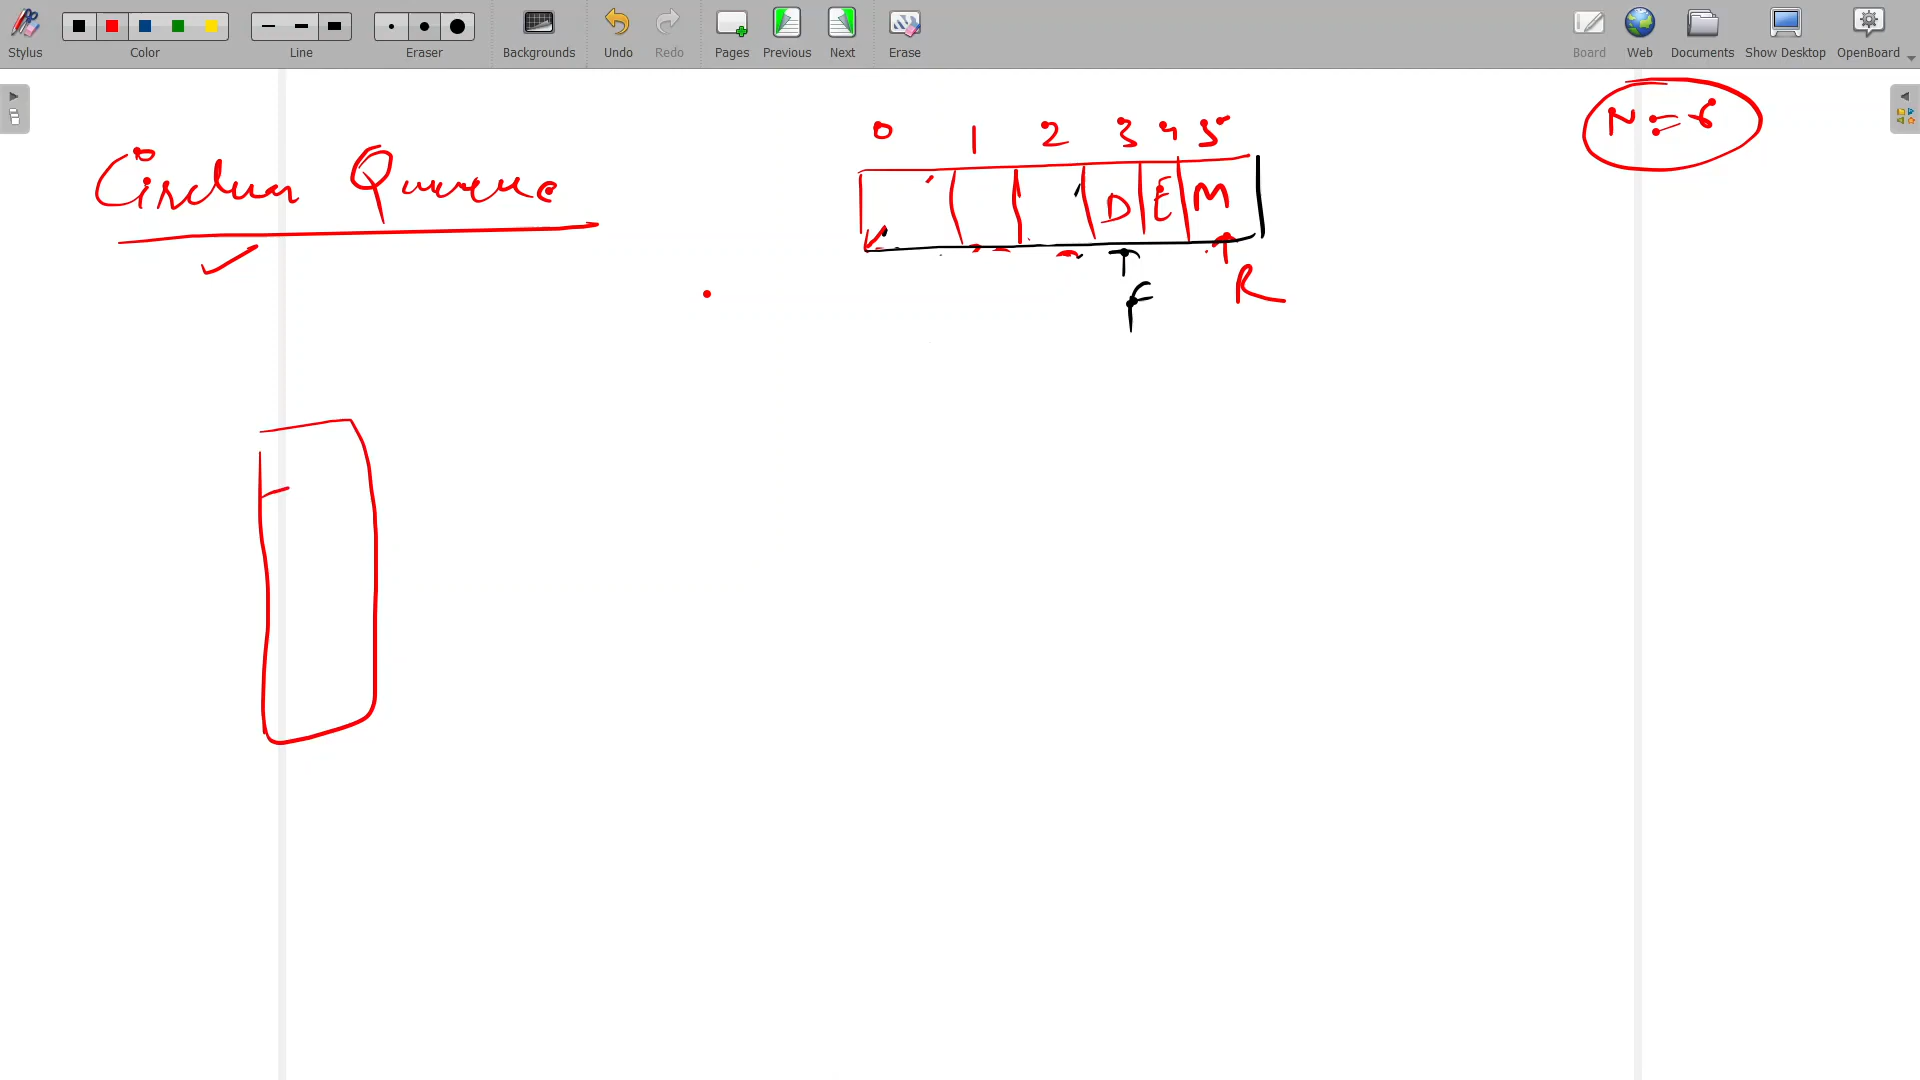 Stylus Color Line Eraser Backgrounds Undo Redo Pages Previous Next Erase Board Web Documents Show Desktop OpenBoard
N = 6
0 1 2 3 4 5
Circular Queue
D E M
F R